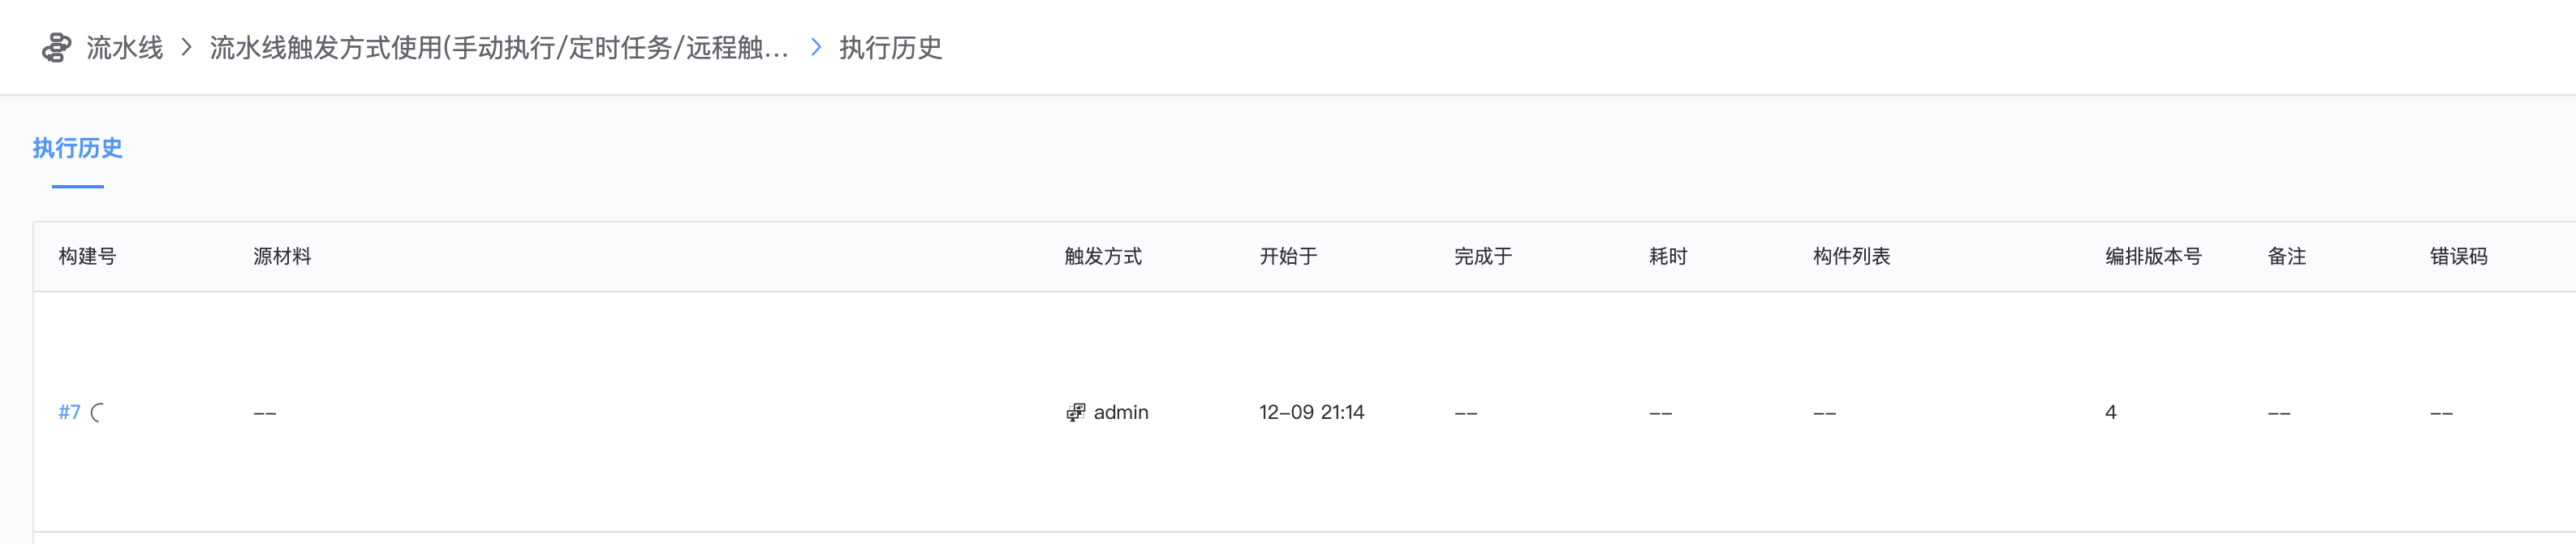 流水线 > 流水线触发方式使用(手动执行/定时任务/远程触... > 执行历史
执行历史
构建号 源材料 触发方式 开始于 完成于 耗时 构件列表 编排版本号 备注 错误码
#7 -- admin 12-09 21:14 -- -- -- 4 -- --